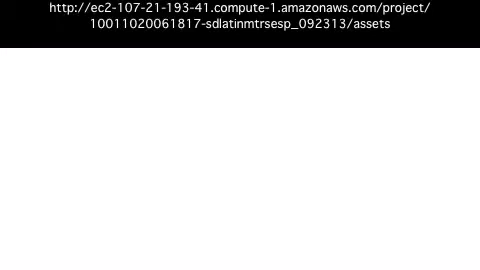 http://ec2-107-21-193-41.compute-1.amazonaws.com/project/
10011020061817-sdlatinmtrsesp_092313/assets